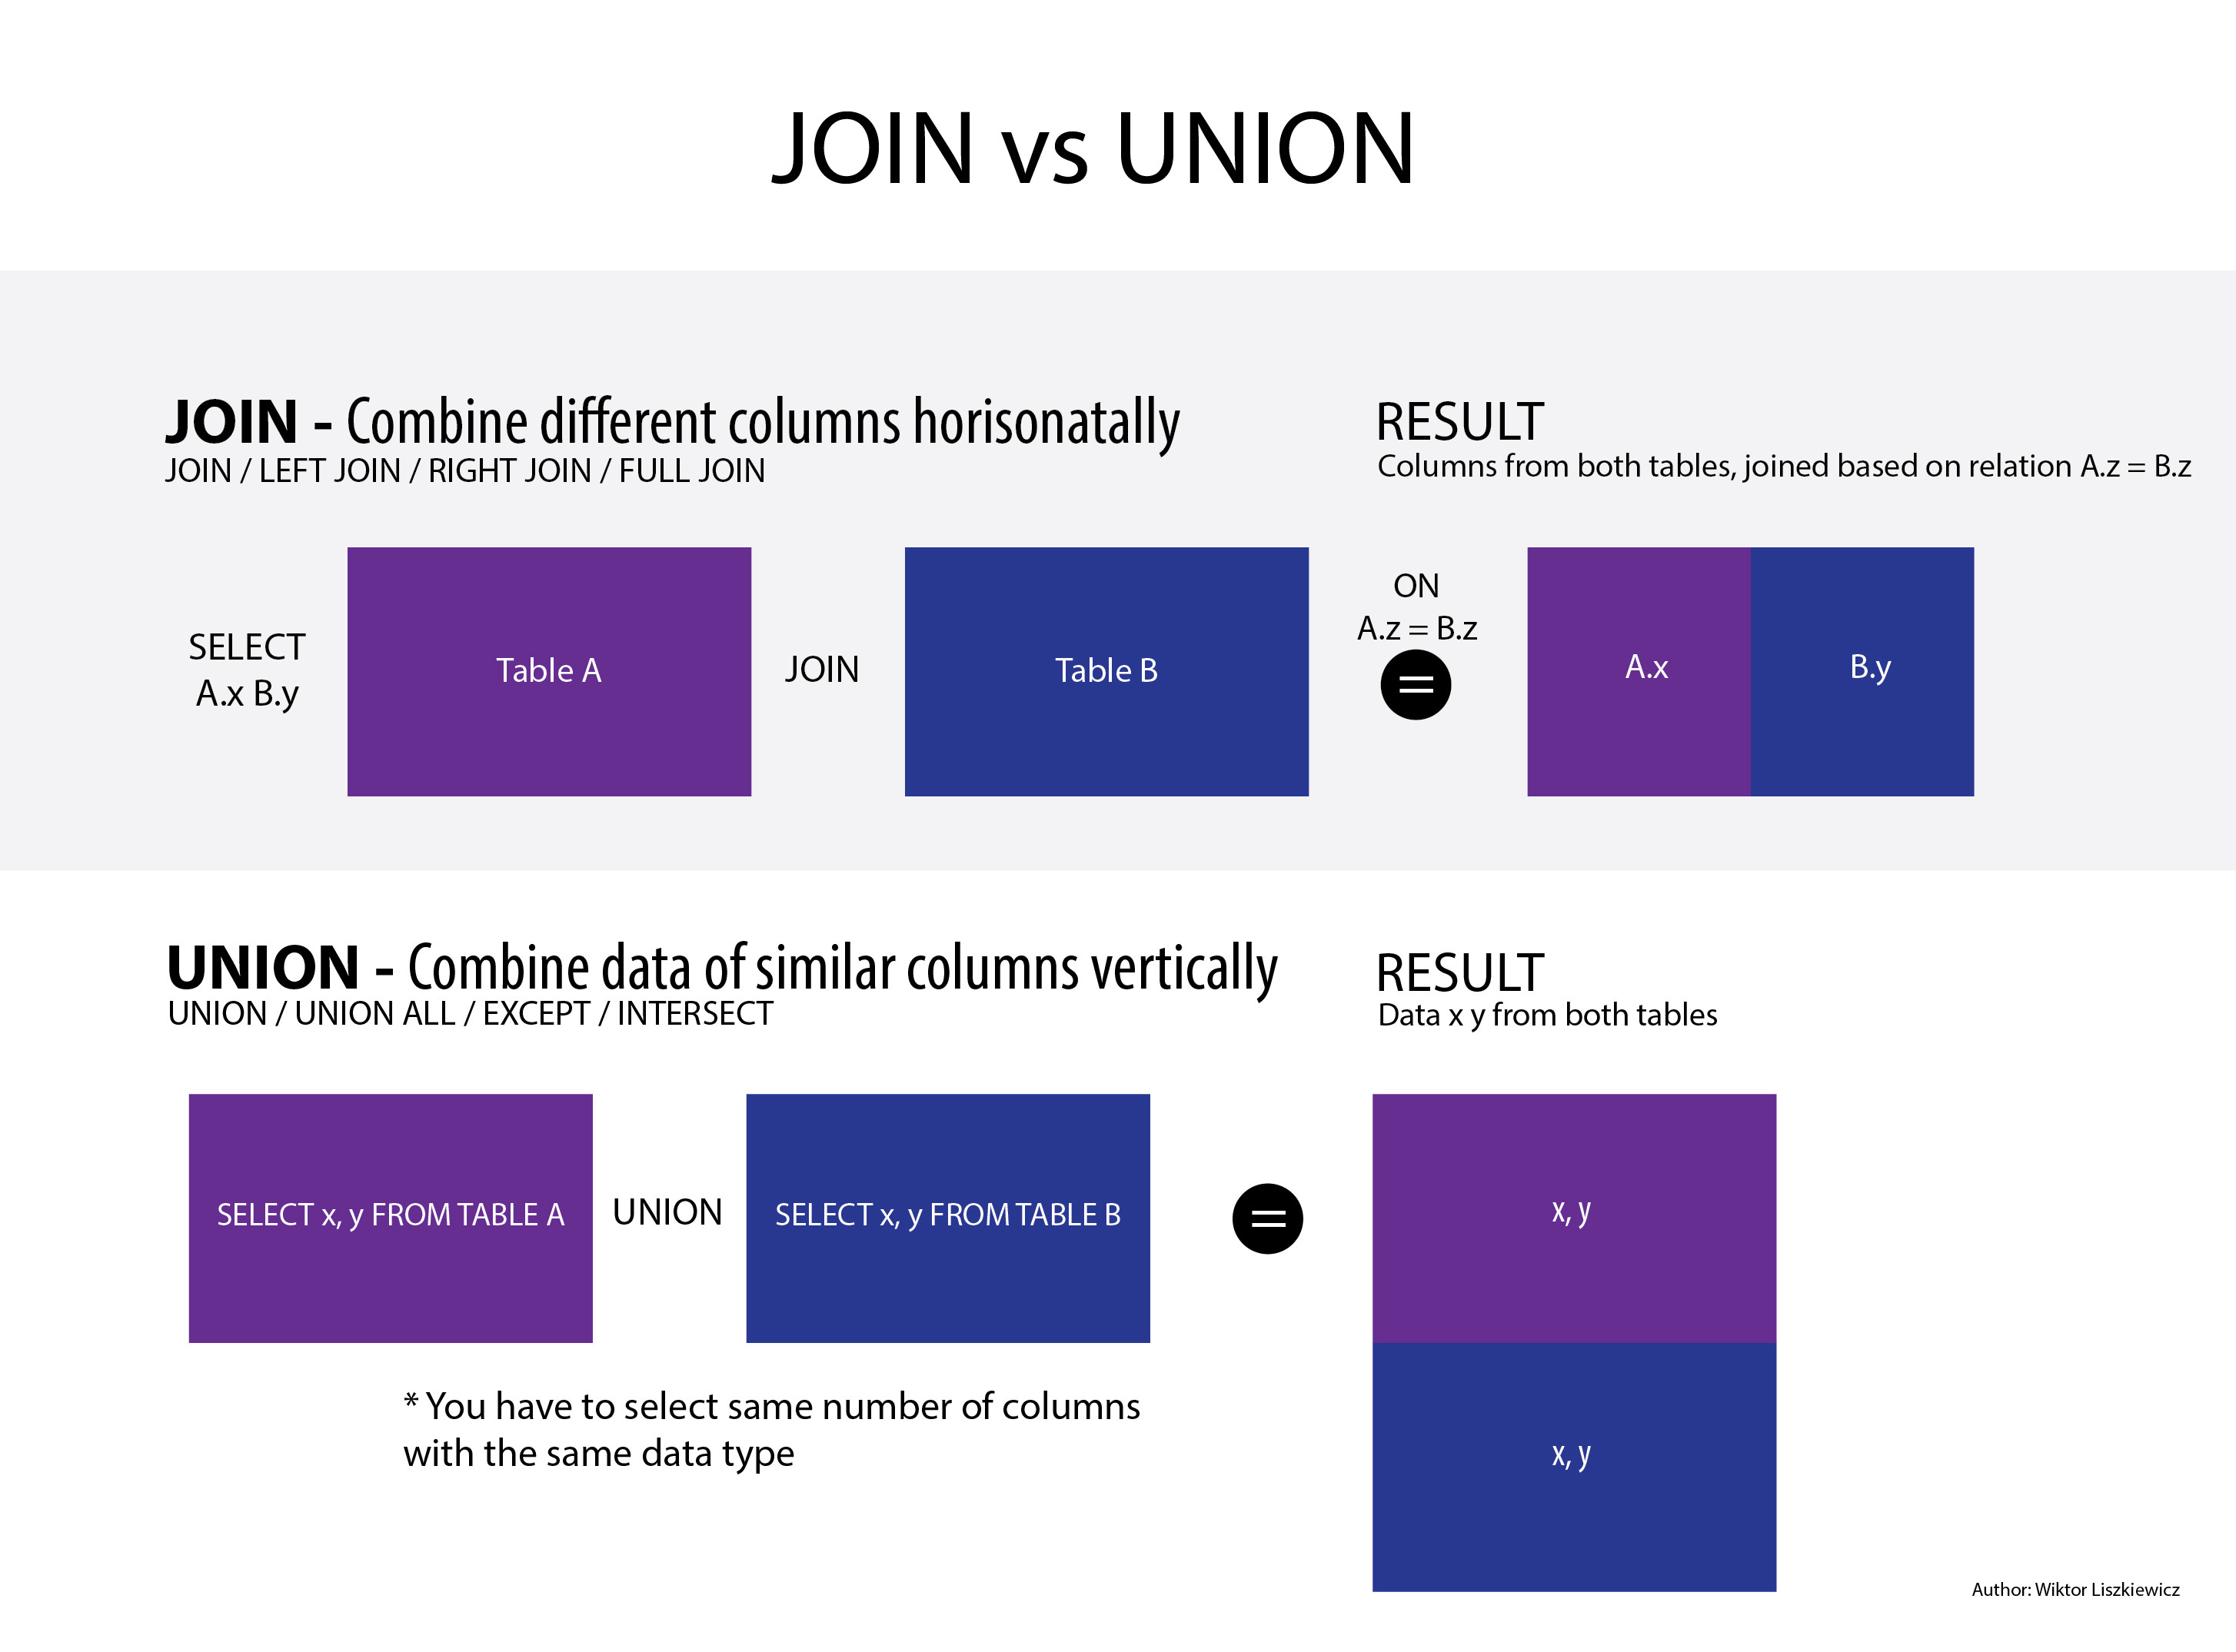 JOIN vs UNION
JOIN - Combine different columns horisonatally
JOIN / LEFT JOIN / RIGHT JOIN / FULL JOIN
RESULT
Columns from both tables, joined based on relation A.z = B.z
SELECT
A.x B.y
Table A
JOIN
Table B
ON
A.z = B.z
=
A.x
B.y
UNION - Combine data of similar columns vertically
UNION / UNION ALL / EXCEPT / INTERSECT
RESULT
Data x y from both tables
SELECT x, y FROM TABLE A
UNION
SELECT x, y FROM TABLE B
=
x, y
x, y
* You have to select same number of columns
with the same data type
Author: Wiktor Liszkiewicz